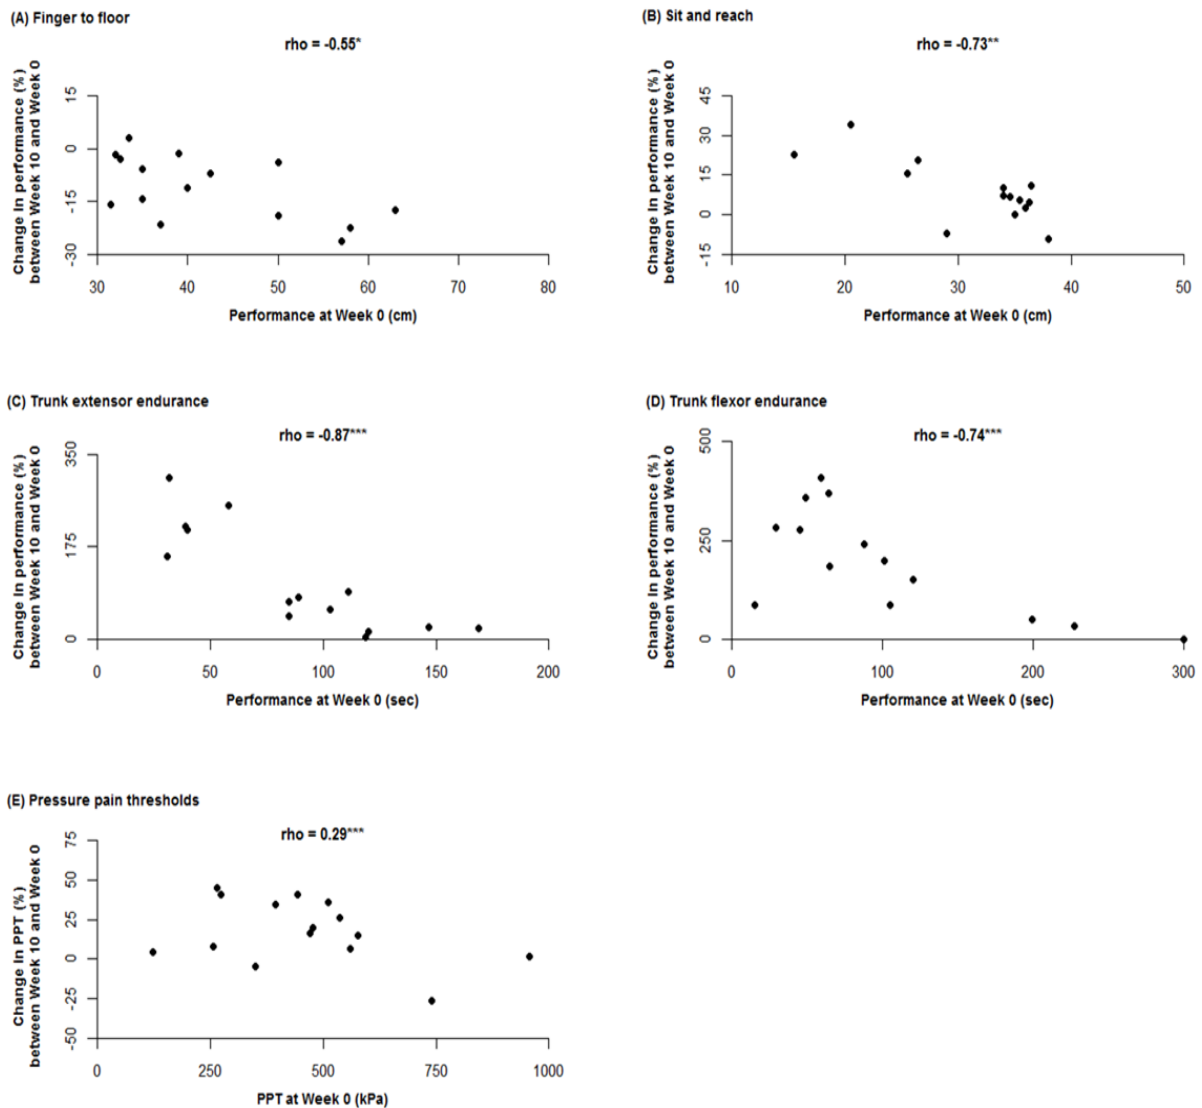 (A) Finger to floor
rho = -0.55*
Change In performance (%)
between Week 10 and Week 0
15
0
-15
-30
30 40 50 60 70 80
Performance at Week 0 (cm)
(B) Sit and reach
rho = -0.73**
Change In performance (%)
between Week 10 and Week 0
45
30
15
0
-15
10 20 30 40 50
Performance at Week 0 (cm)
(C) Trunk extensor endurance
rho = -0.87***
Change In performance (%)
between Week 10 and Week 0
350
175
0
0 50 100 150 200
Performance at Week 0 (sec)
(D) Trunk flexor endurance
rho = -0.74***
Change In performance (%)
between Week 10 and Week 0
500
250
0
0 100 200 300
Performance at Week 0 (sec)
(E) Pressure pain thresholds
rho = 0.29***
Change In PPT (%)
between Week 10 and Week 0
75
50
25
0
-25
-50
0 250 500 750 1000
PPT at Week 0 (kPa)